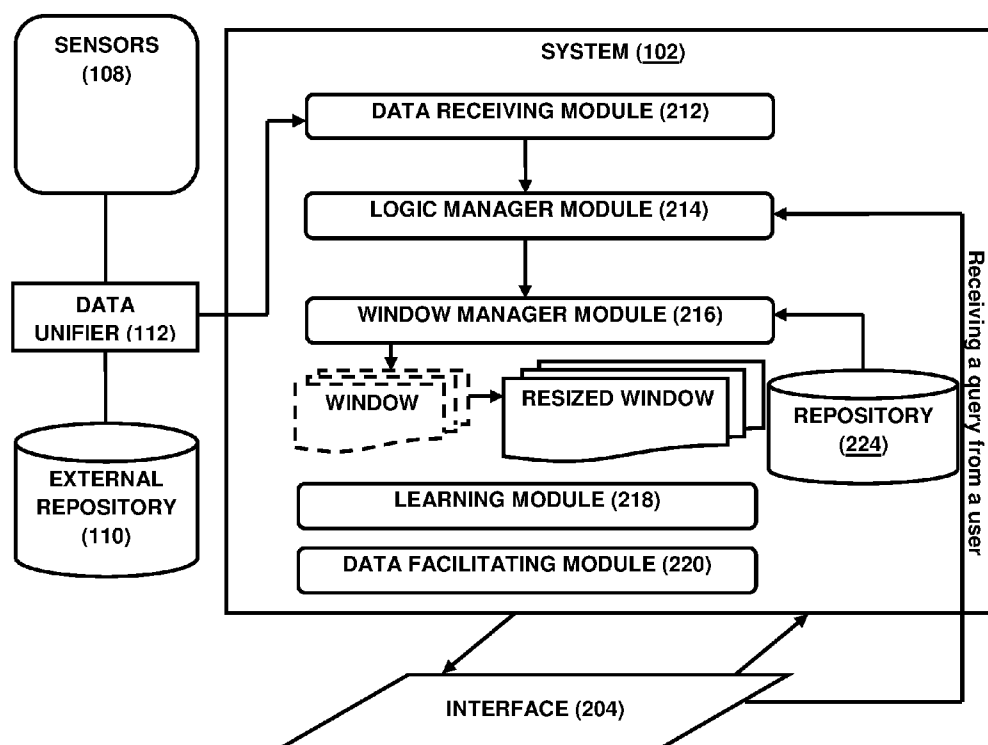 SENSORS
(108)
SYSTEM (102)
DATA RECEIVING MODULE (212)
LOGIC MANAGER MODULE (214)
DATA
UNIFIER (112)
WINDOW MANAGER MODULE (216)
WINDOW
RESIZED WINDOW
REPOSITORY
(224)
Receiving a query from a user
EXTERNAL
REPOSITORY
(110)
LEARNING MODULE (218)
DATA FACILITATING MODULE (220)
INTERFACE (204)